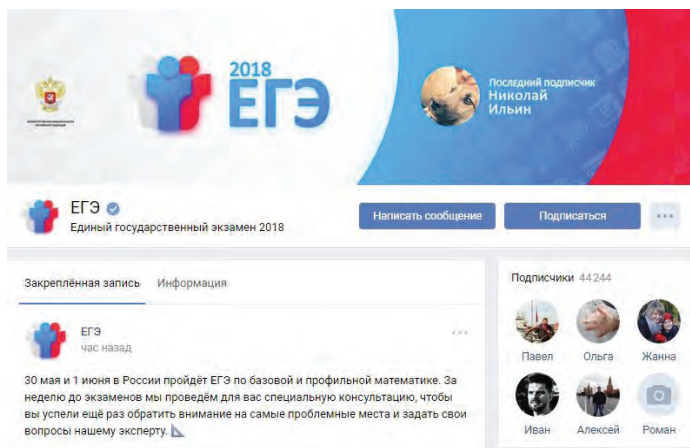 2018
ЕГЭ
Последний подписчик
Николай
Ильин
ЕГЭ
Единый государственный экзамен 2018
Написать сообщение
Подписаться
Закреплённая запись Информация
ЕГЭ
час назад
30 мая и 1 июня в России пройдёт ЕГЭ по базовой и профильной математике. За
неделю до экзаменов мы проведём для вас специальную консультацию, чтобы
вы успели ещё раз обратить внимание на самые проблемные места и задать свои
вопросы нашему эксперту.
Подписчики 44 244
Павел Ольга Жанна
Иван Алексей Роман